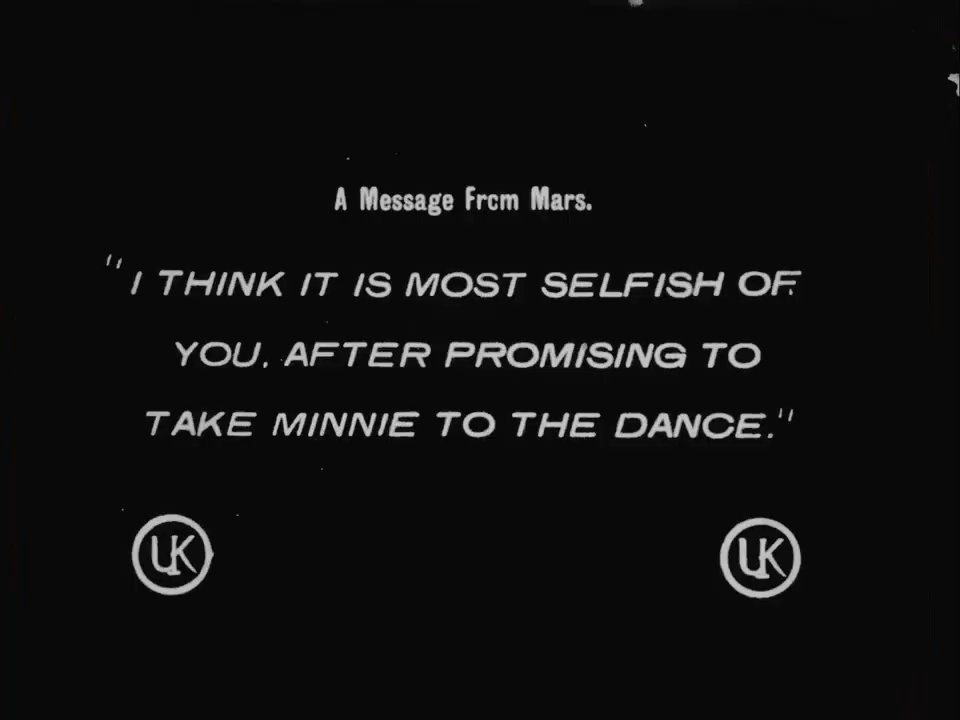 A Message From Mars.
"I THINK IT IS MOST SELFISH OF
YOU, AFTER PROMISING TO
TAKE MINNIE TO THE DANCE."
UK UK